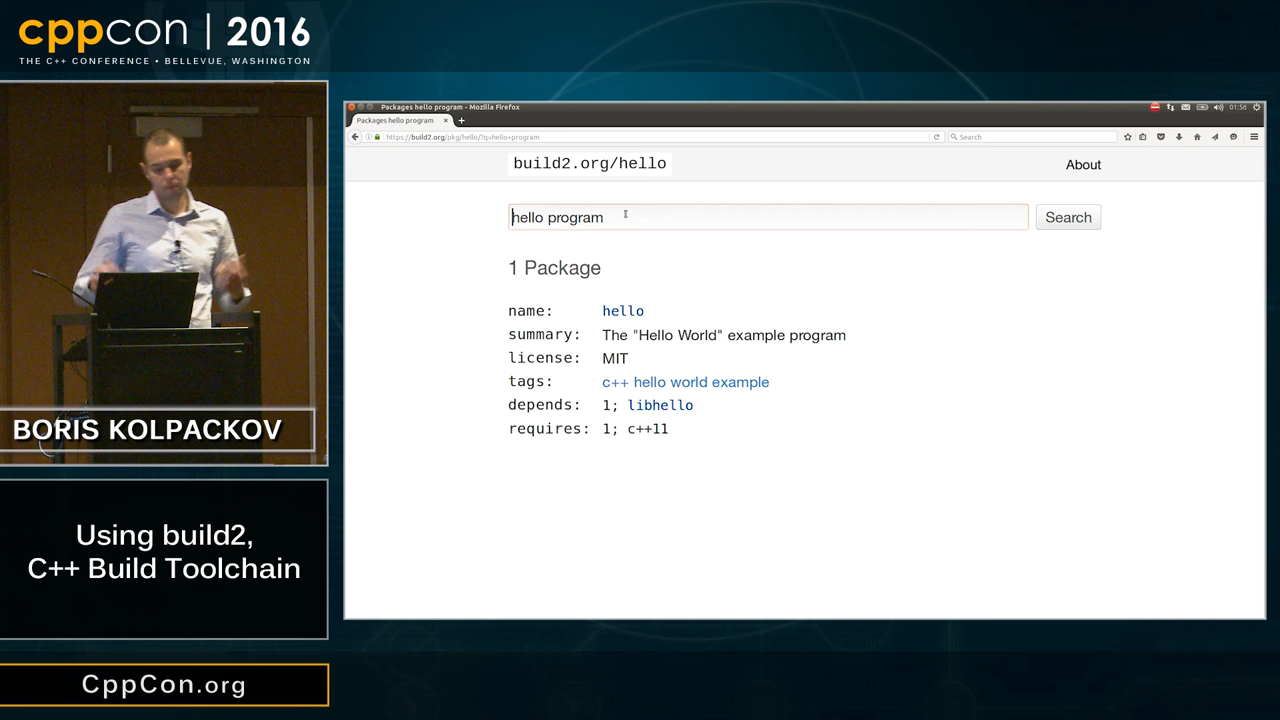 cppcon | 2016
THE C++ CONFERENCE • BELLEVUE, WASHINGTON
Packages hello program - Mozilla Firefox
01:56
Packages hello program × +
https://build2.org/pkg/hello/?q=hello+program
Search
build2.org/hello
About
hello program
Search
1 Package
name: hello
summary: The "Hello World" example program
license: MIT
tags: c++ hello world example
depends: 1; libhello
requires: 1; c++11
BORIS KOLPACKOV
Using build2,
C++ Build Toolchain
CppCon.org